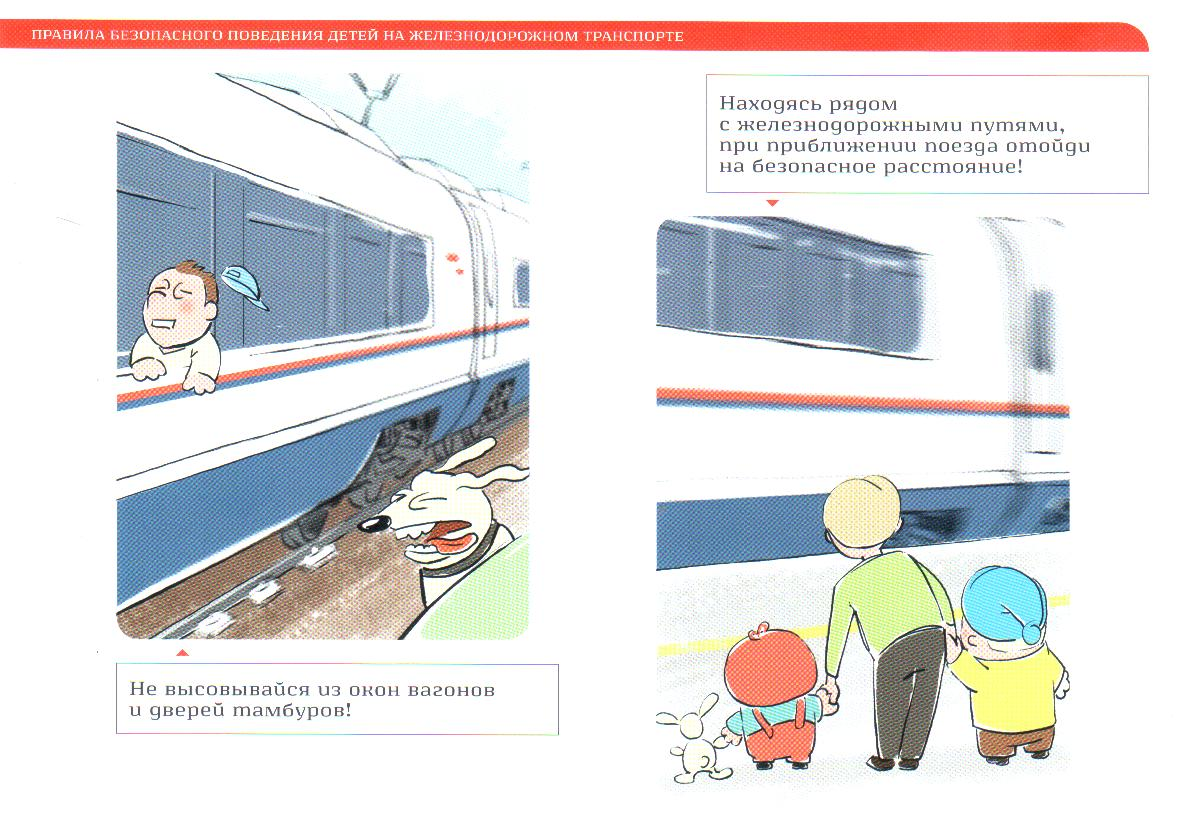 ПРАВИЛА БЕЗОПАСНОГО ПОВЕДЕНИЯ ДЕТЕЙ НА ЖЕЛЕЗНОДОРОЖНОМ ТРАНСПОРТЕ
Находясь рядом
с железнодорожными путями,
при приближении поезда отойди
на безопасное расстояние!
Не высовывайся из окон вагонов
и дверей тамбуров!